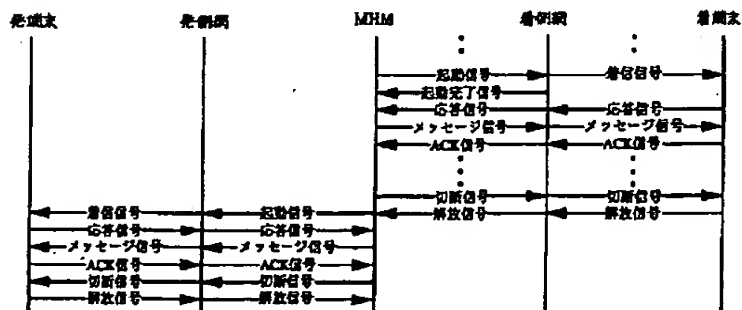 発端末 発側網 MHM 着側網 着端末
起動信号 着信信号
起動完了信号
応答信号 応答信号
メッセージ信号 メッセージ信号
ACK信号 ACK信号
切断信号 切断信号
着信信号 起動信号 解放信号 解放信号
応答信号 応答信号
メッセージ信号 メッセージ信号
ACK信号 ACK信号
切断信号 切断信号
解放信号 解放信号